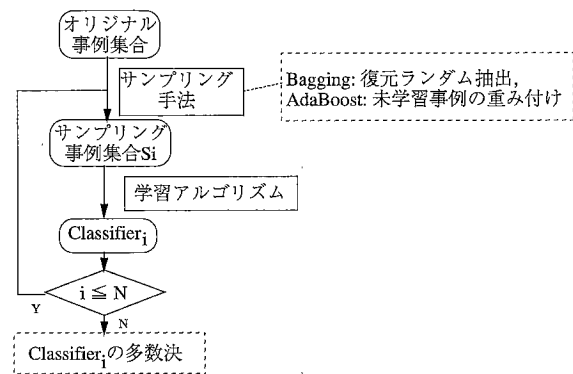 オリジナル
事例集合
サンプリング
手法
Bagging: 復元ランダム抽出,
AdaBoost: 未学習事例の重み付け
サンプリング
事例集合Si
学習アルゴリズム
Classifieri
i ≦ N
Y
N
Classifieriの多数決